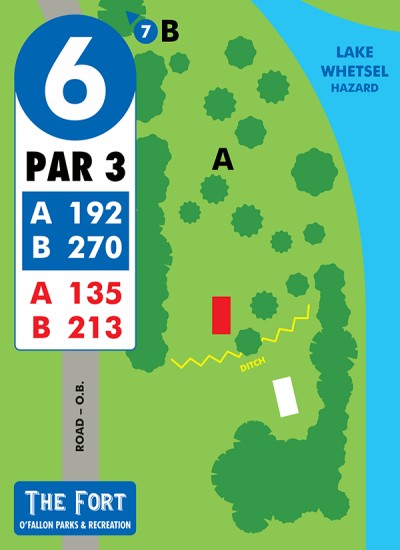 6
PAR 3
A 192
B 270
A 135
B 213
7 B
LAKE
WHETSEL
HAZARD
A
DITCH
ROAD – O.B.
THE FORT
O'FALLON PARKS & RECREATION